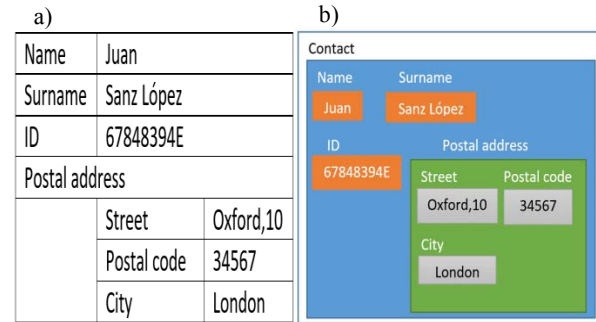 a)
Name Juan
Surname Sanz López
ID 67848394E
Postal address
Street Oxford,10
Postal code 34567
City London
b)
Contact
Name Surname
Juan Sanz López
ID Postal address
67848394E
Street Postal code
Oxford,10 34567
City
London